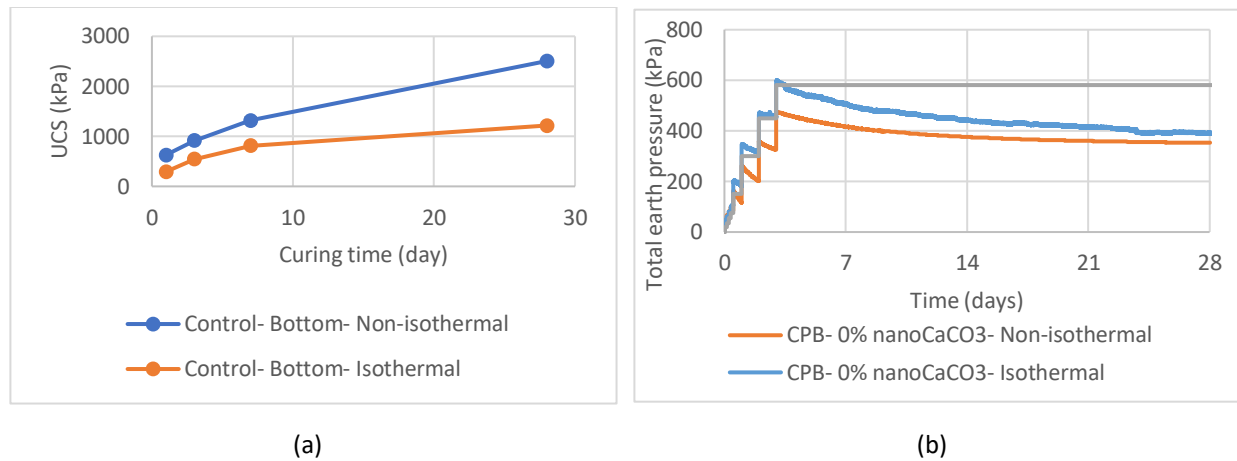 3000
2000
1000
0
UCS (kPa)
0 10 20 30
Curing time (day)
Control- Bottom- Non-isothermal
Control- Bottom- Isothermal
(a)
800
600
400
200
0
Total earth pressure (kPa)
0 7 14 21 28
Time (days)
CPB- 0% nanoCaCO3- Non-isothermal
CPB- 0% nanoCaCO3- Isothermal
(b)